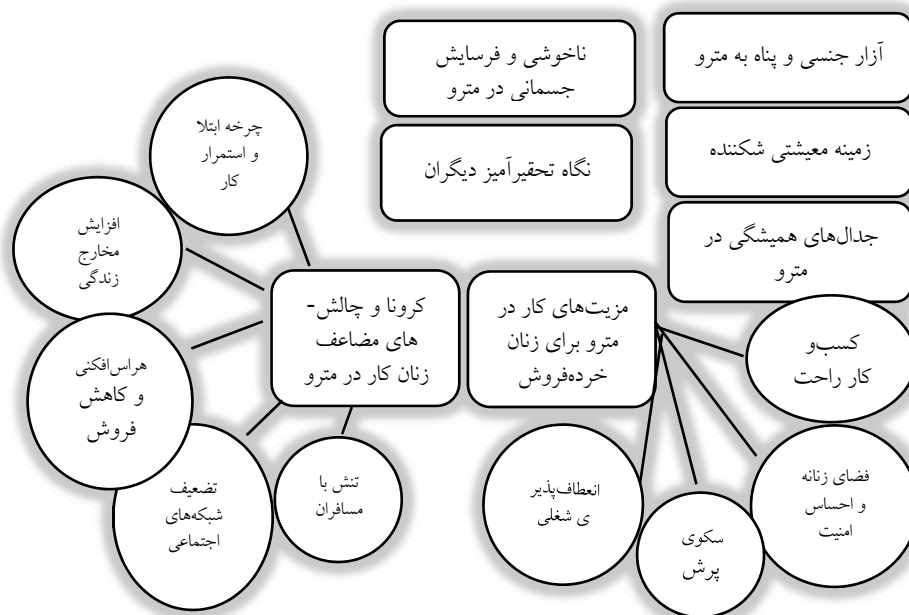 آزار جنسی و پناه به مترو
ناخوشی و فرسایش
جسمانی در مترو
زمینه معیشتی شکننده
نگاه تحقیرآمیز دیگران
جدال‌های همیشگی در
مترو
مزیت‌های کار در
مترو برای زنان
خرده‌فروش
کسب‌و
کار راحت
فضای زنانه
و احساس
امنیت
سکوی
پرش
انعطاف‌پذیر
ی شغلی
کرونا و چالش-
های مضاعف
زنان کار در مترو
چرخه ابتلا
و استمرار
کار
افزایش
مخارج
زندگی
هراس‌افکنی
و کاهش
فروش
تضعیف
شبکه‌های
اجتماعی
تنش با
مسافران